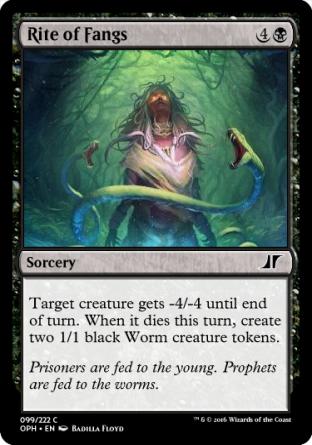 Rite of Fangs 4
Sorcery
Target creature gets -4/-4 until end
of turn. When it dies this turn, create
two 1/1 black Worm creature tokens.
Prisoners are fed to the young. Prophets
are fed to the worms.
099/222 C
OPH • EN BADILLA FLOYD
™ & © 2016 Wizards of the Coast